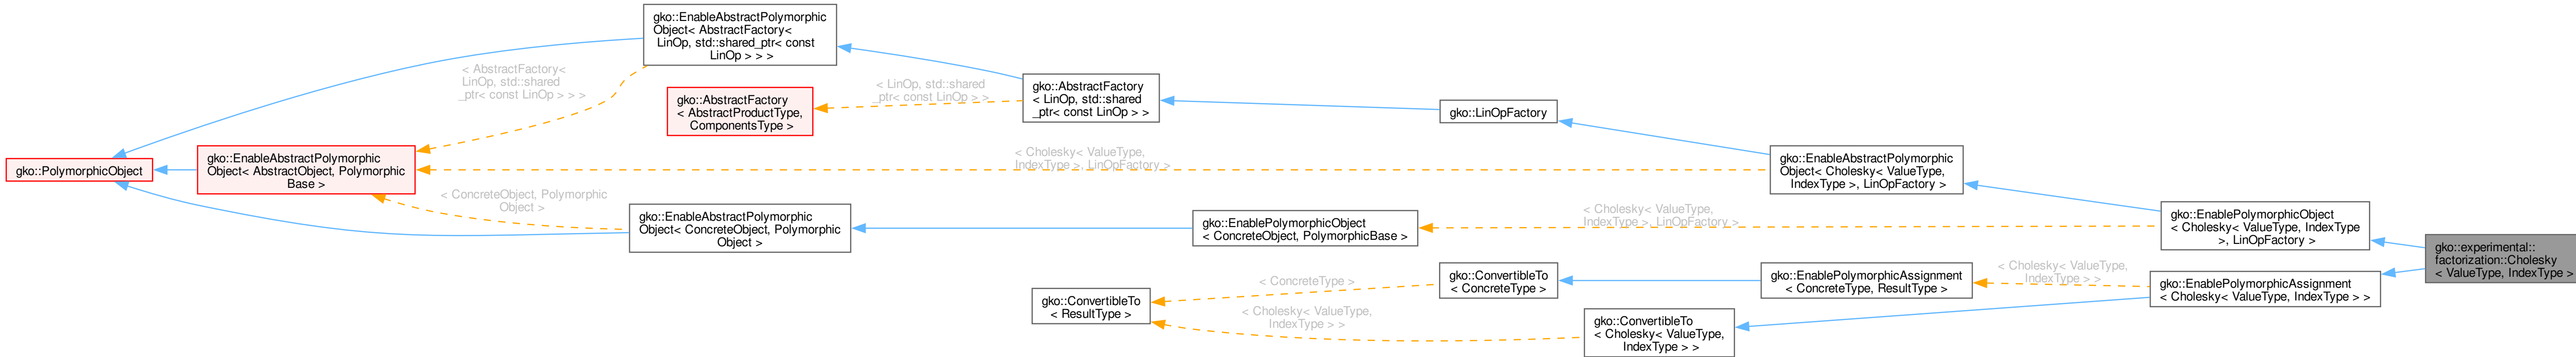 gko::EnableAbstractPolymorphic
Object< AbstractFactory<
LinOp, std::shared_ptr< const
LinOp > > >
< AbstractFactory<
LinOp, std::shared
_ptr< const LinOp > > >
gko::AbstractFactory
< AbstractProductType,
ComponentsType >
< LinOp, std::shared
_ptr< const LinOp > >
gko::AbstractFactory
< LinOp, std::shared
_ptr< const LinOp > >
gko::LinOpFactory
gko::PolymorphicObject
gko::EnableAbstractPolymorphic
Object< AbstractObject, Polymorphic
Base >
< Cholesky< ValueType,
IndexType >, LinOpFactory >
gko::EnableAbstractPolymorphic
Object< Cholesky< ValueType,
IndexType >, LinOpFactory >
< ConcreteObject, Polymorphic
Object >
gko::EnableAbstractPolymorphic
Object< ConcreteObject, Polymorphic
Object >
gko::EnablePolymorphicObject
< ConcreteObject, PolymorphicBase >
< Cholesky< ValueType,
IndexType >, LinOpFactory >
gko::EnablePolymorphicObject
< Cholesky< ValueType, IndexType
>, LinOpFactory >
gko::experimental::
factorization::Cholesky
< ValueType, IndexType >
gko::ConvertibleTo
< ResultType >
< ConcreteType >
gko::ConvertibleTo
< ConcreteType >
gko::EnablePolymorphicAssignment
< ConcreteType, ResultType >
< Cholesky< ValueType,
IndexType > >
gko::EnablePolymorphicAssignment
< Cholesky< ValueType, IndexType > >
< Cholesky< ValueType,
IndexType > >
gko::ConvertibleTo
< Cholesky< ValueType,
IndexType > >